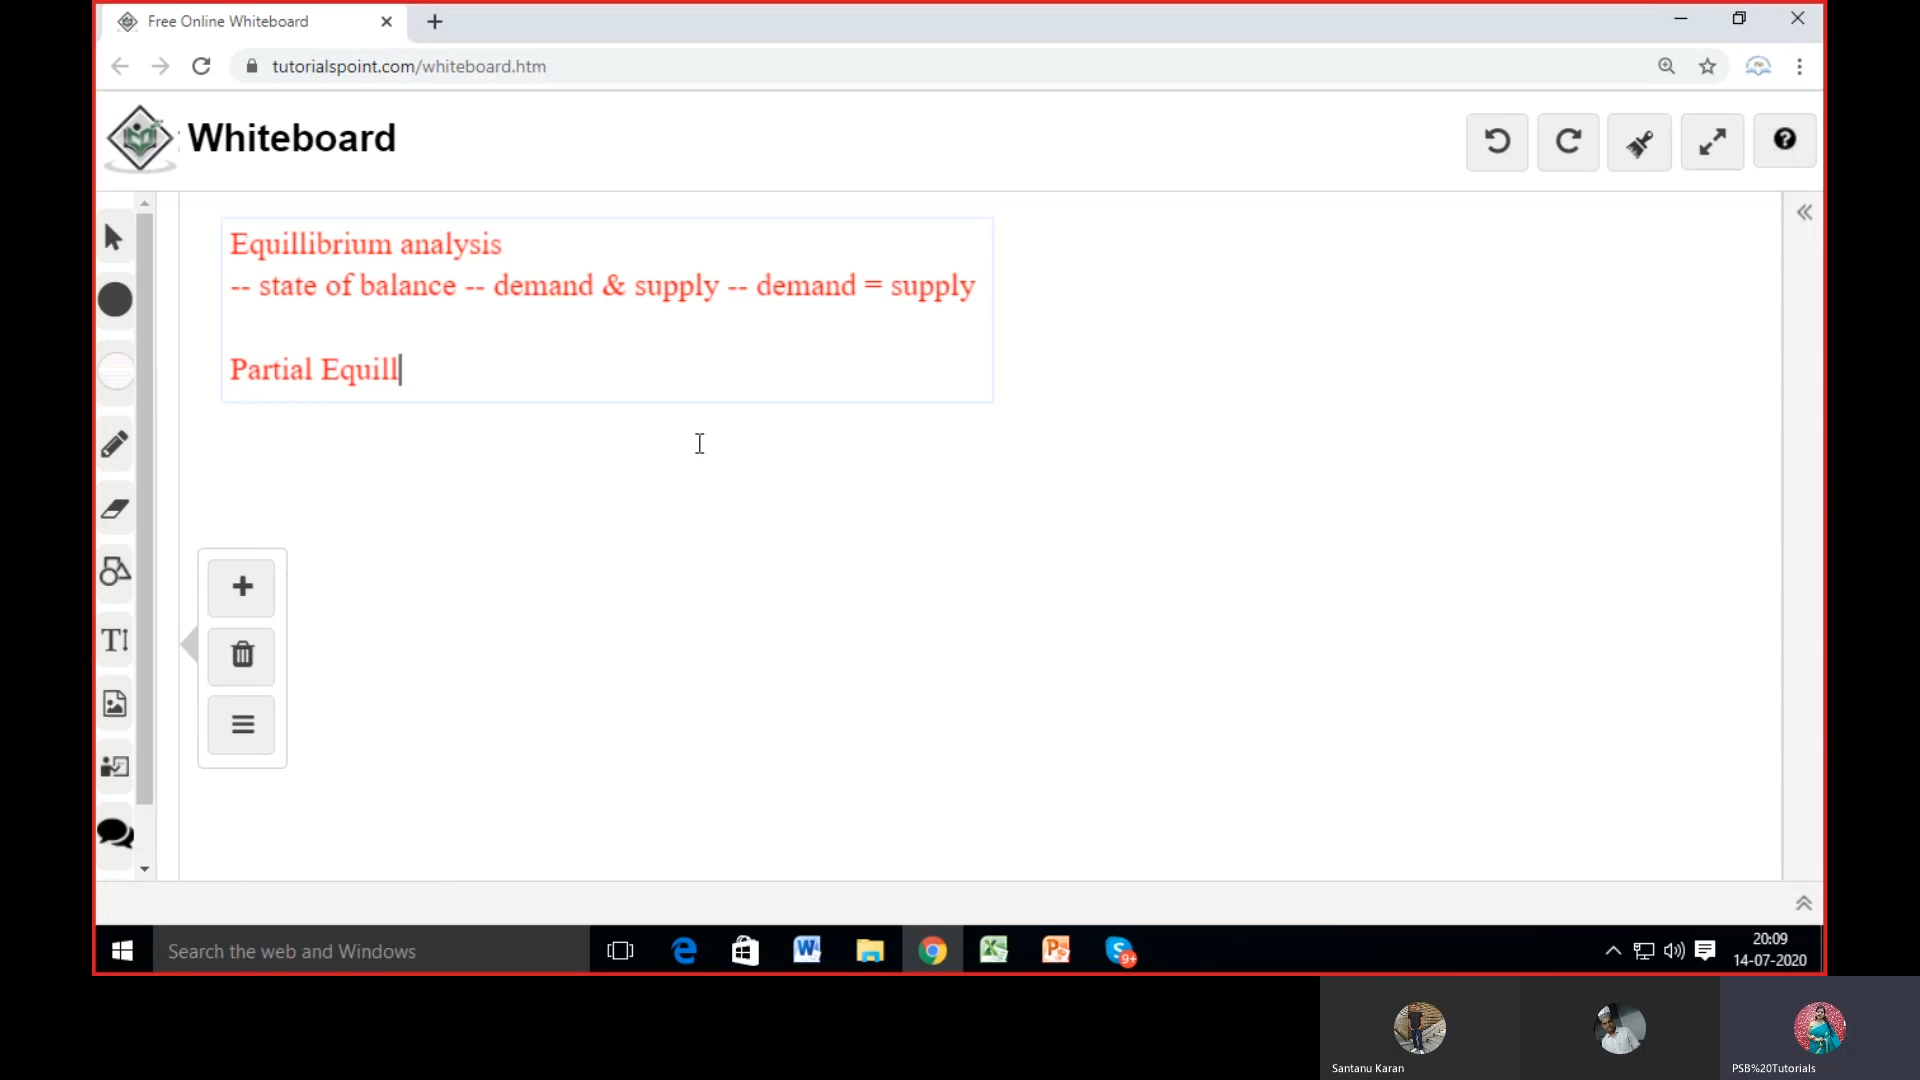 Free Online Whiteboard
tutorialspoint.com/whiteboard.htm
Whiteboard
Equillibrium analysis
-- state of balance -- demand & supply -- demand = supply
Partial Equill
Search the web and Windows
9+
20:09
14-07-2020
Santanu Karan
PSB%20Tutorials